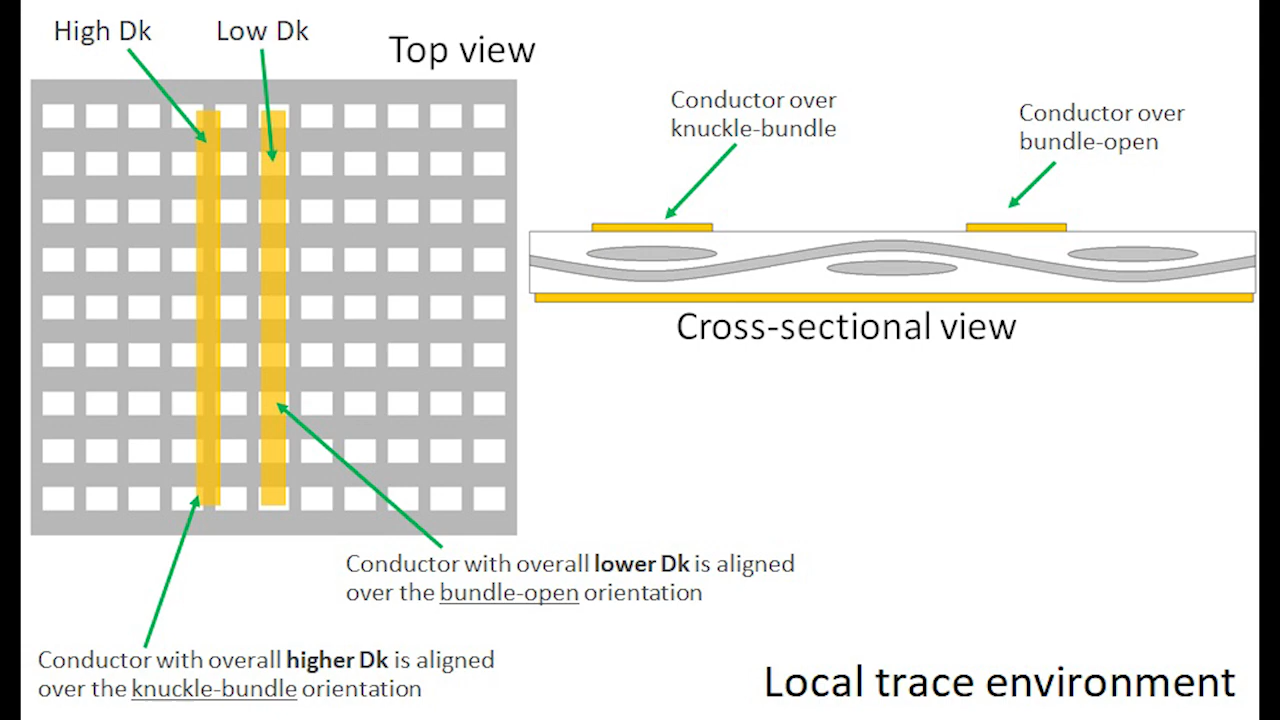 High Dk
Low Dk
Top view
Conductor over
knuckle-bundle
Conductor over
bundle-open
Cross-sectional view
Conductor with overall lower Dk is aligned
over the bundle-open orientation
Conductor with overall higher Dk is aligned
over the knuckle-bundle orientation
Local trace environment